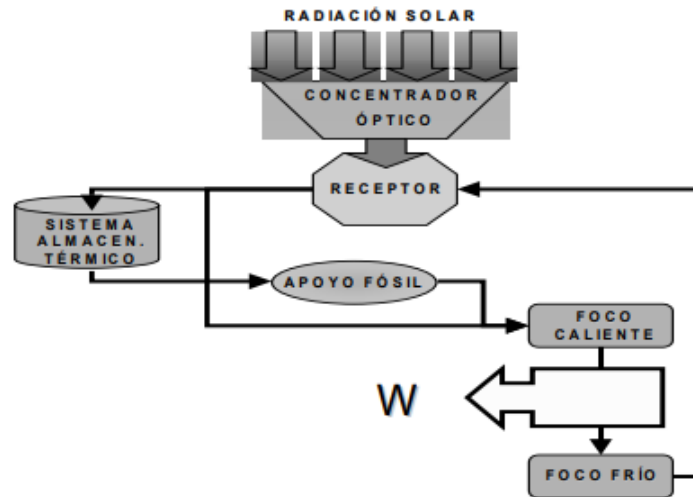 RADIACIÓN SOLAR
CONCENTRADOR
ÓPTICO
RECEPTOR
SISTEMA
ALMACEN.
TÉRMICO
APOYO FÓSIL
FOCO
CALIENTE
W
FOCO FRÍO